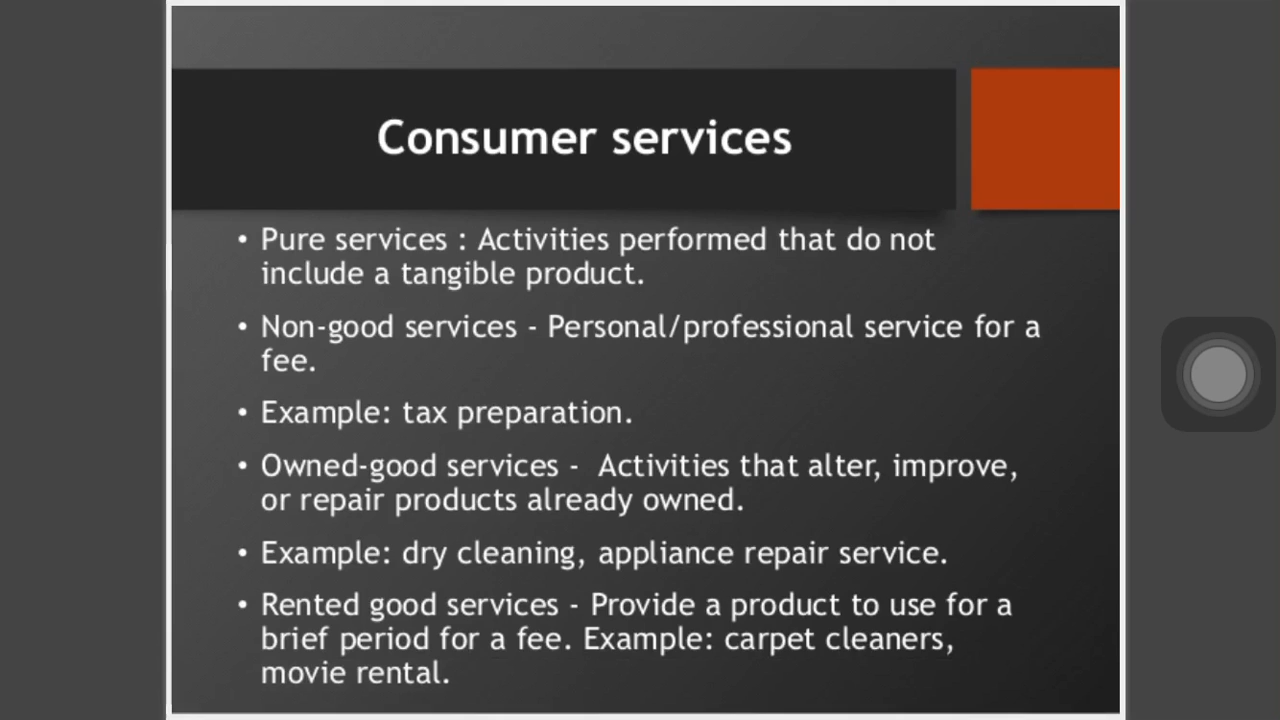 Consumer services
• Pure services : Activities performed that do not
include a tangible product.
• Non-good services - Personal/professional service for a
fee.
• Example: tax preparation.
• Owned-good services -  Activities that alter, improve,
or repair products already owned.
• Example: dry cleaning, appliance repair service.
• Rented good services - Provide a product to use for a
brief period for a fee. Example: carpet cleaners,
movie rental.